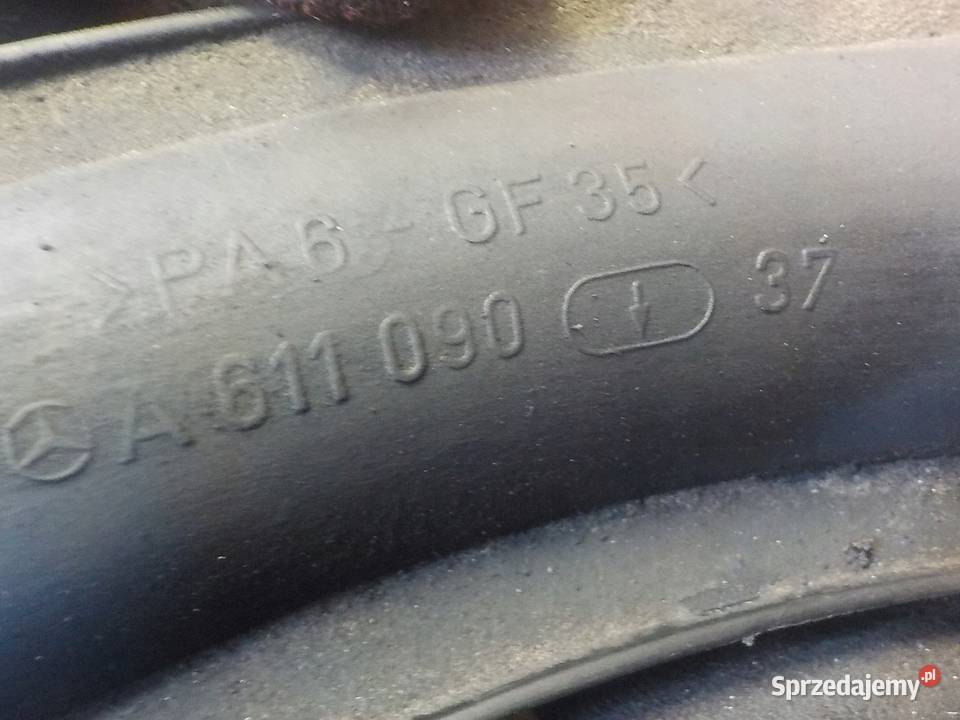 >PA6-GF35<
A 611 090 37
Sprzedajemy.pl